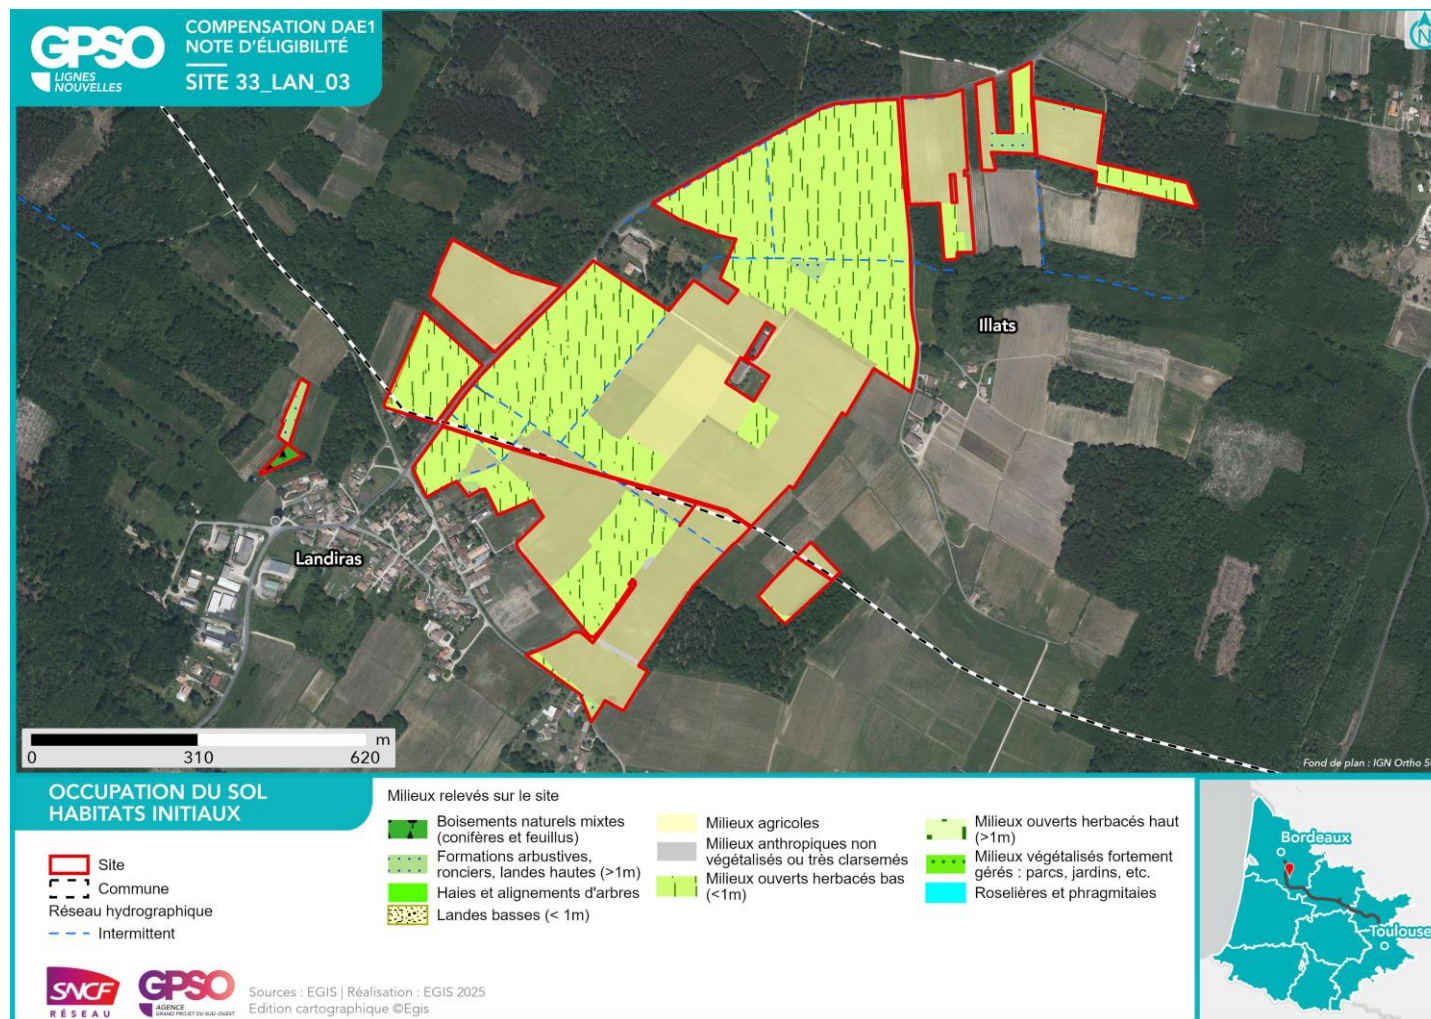 GPSO
LIGNES
NOUVELLES
COMPENSATION DAE1
NOTE D'ÉLIGIBILITÉ
SITE 33_LAN_03
N
Illats
Landiras
m
0 310 620
Fond de plan : IGN Ortho
OCCUPATION DU SOL
HABITATS INITIAUX
Site
Commune
Réseau hydrographique
Intermittent
Milieux relevés sur le site
Boisements naturels mixtes
(conifères et feuillus)
Formations arbustives,
ronciers, landes hautes (>1m)
Haies et alignements d'arbres
Landes basses (< 1m)
Milieux agricoles
Milieux anthropiques non
végétalisés ou très clarsemés
Milieux ouverts herbacés bas
(<1m)
Milieux ouverts herbacés haut
(>1m)
Milieux végétalisés fortement
gérés : parcs, jardins, etc.
Roselières et phragmitaies
Bordeaux
Toulouse
SNCF
RÉSEAU
GPSO
AGENCE
GRAND PROJET DU SUD-OUEST
Sources : EGIS | Réalisation : EGIS 2025
Edition cartographique ©Egis